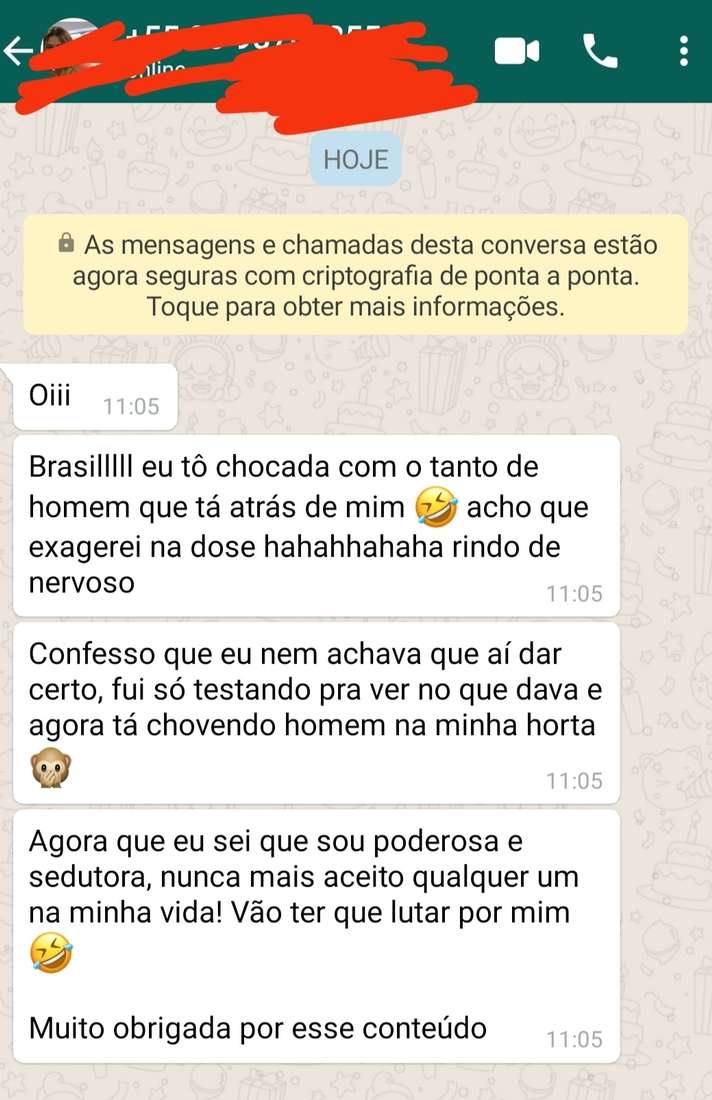 HOJE
As mensagens e chamadas desta conversa estão
agora seguras com criptografia de ponta a ponta.
Toque para obter mais informações.
Oiii 11:05
Brasilllll eu tô chocada com o tanto de
homem que tá atrás de mim 🤣 acho que
exagerei na dose hahahhahaha rindo de
nervoso 11:05
Confesso que eu nem achava que aí dar
certo, fui só testando pra ver no que dava e
agora tá chovendo homem na minha horta
🙊 11:05
Agora que eu sei que sou poderosa e
sedutora, nunca mais aceito qualquer um
na minha vida! Vão ter que lutar por mim
🤣
Muito obrigada por esse conteúdo 11:05